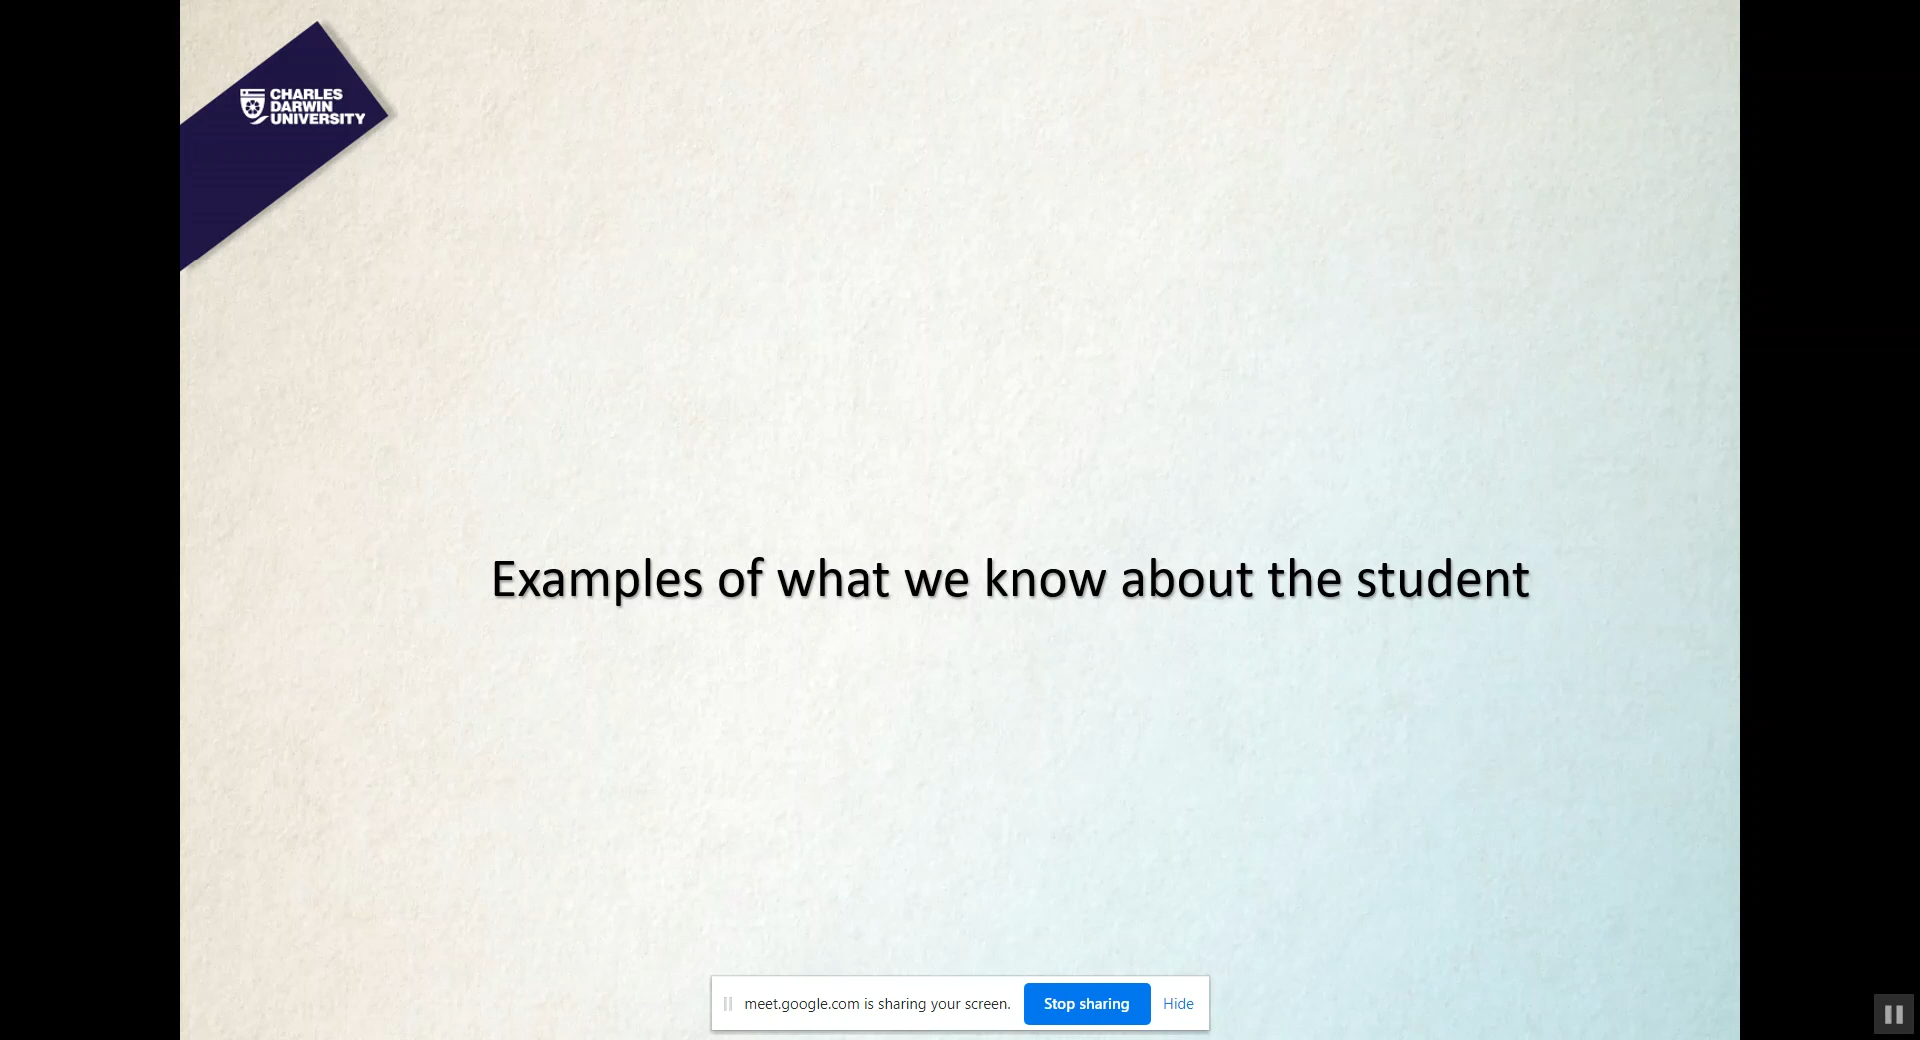 CHARLES
DARWIN
UNIVERSITY
Examples of what we know about the student
meet.google.com is sharing your screen. Stop sharing Hide